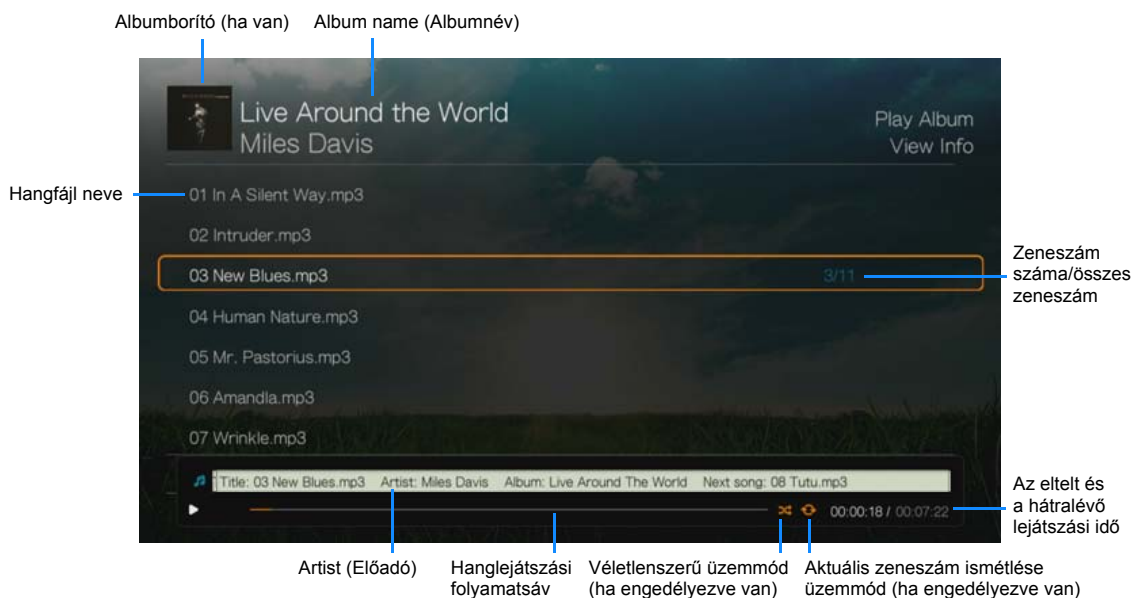 Albumborító (ha van)
Album name (Albumnév)
Live Around the World
Miles Davis
Play Album
View Info
Hangfájl neve
01 In A Silent Way.mp3
02 Intruder.mp3
03 New Blues.mp3
3/11
Zeneszám
száma/összes
zeneszám
04 Human Nature.mp3
05 Mr. Pastorius.mp3
06 Amandla.mp3
07 Wrinkle.mp3
Title: 03 New Blues.mp3 Artist: Miles Davis Album: Live Around The World Next song: 08 Tutu.mp3
00:00:18 / 00:07:22
Az eltelt és
a hátralévő
lejátszási idő
Artist (Előadó)
Hanglejátszási
folyamatsáv
Véletlenszerű üzemmód
(ha engedélyezve van)
Aktuális zeneszám ismétlése
üzemmód (ha engedélyezve van)